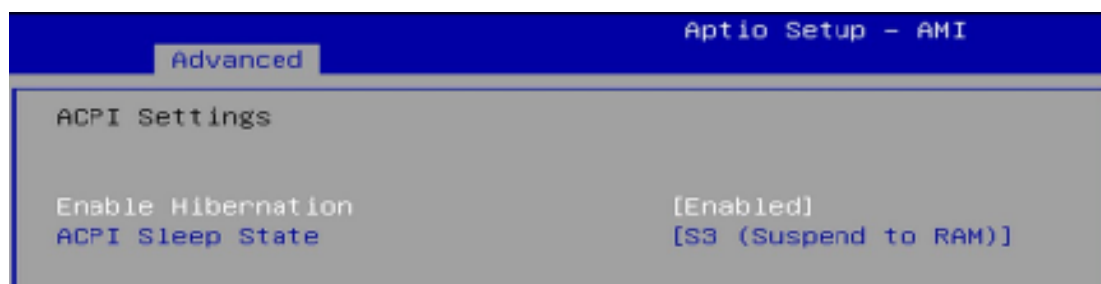 Aptio Setup – AMI
Advanced
ACPI Settings
Enable Hibernation [Enabled]
ACPI Sleep State [S3 (Suspend to RAM)]